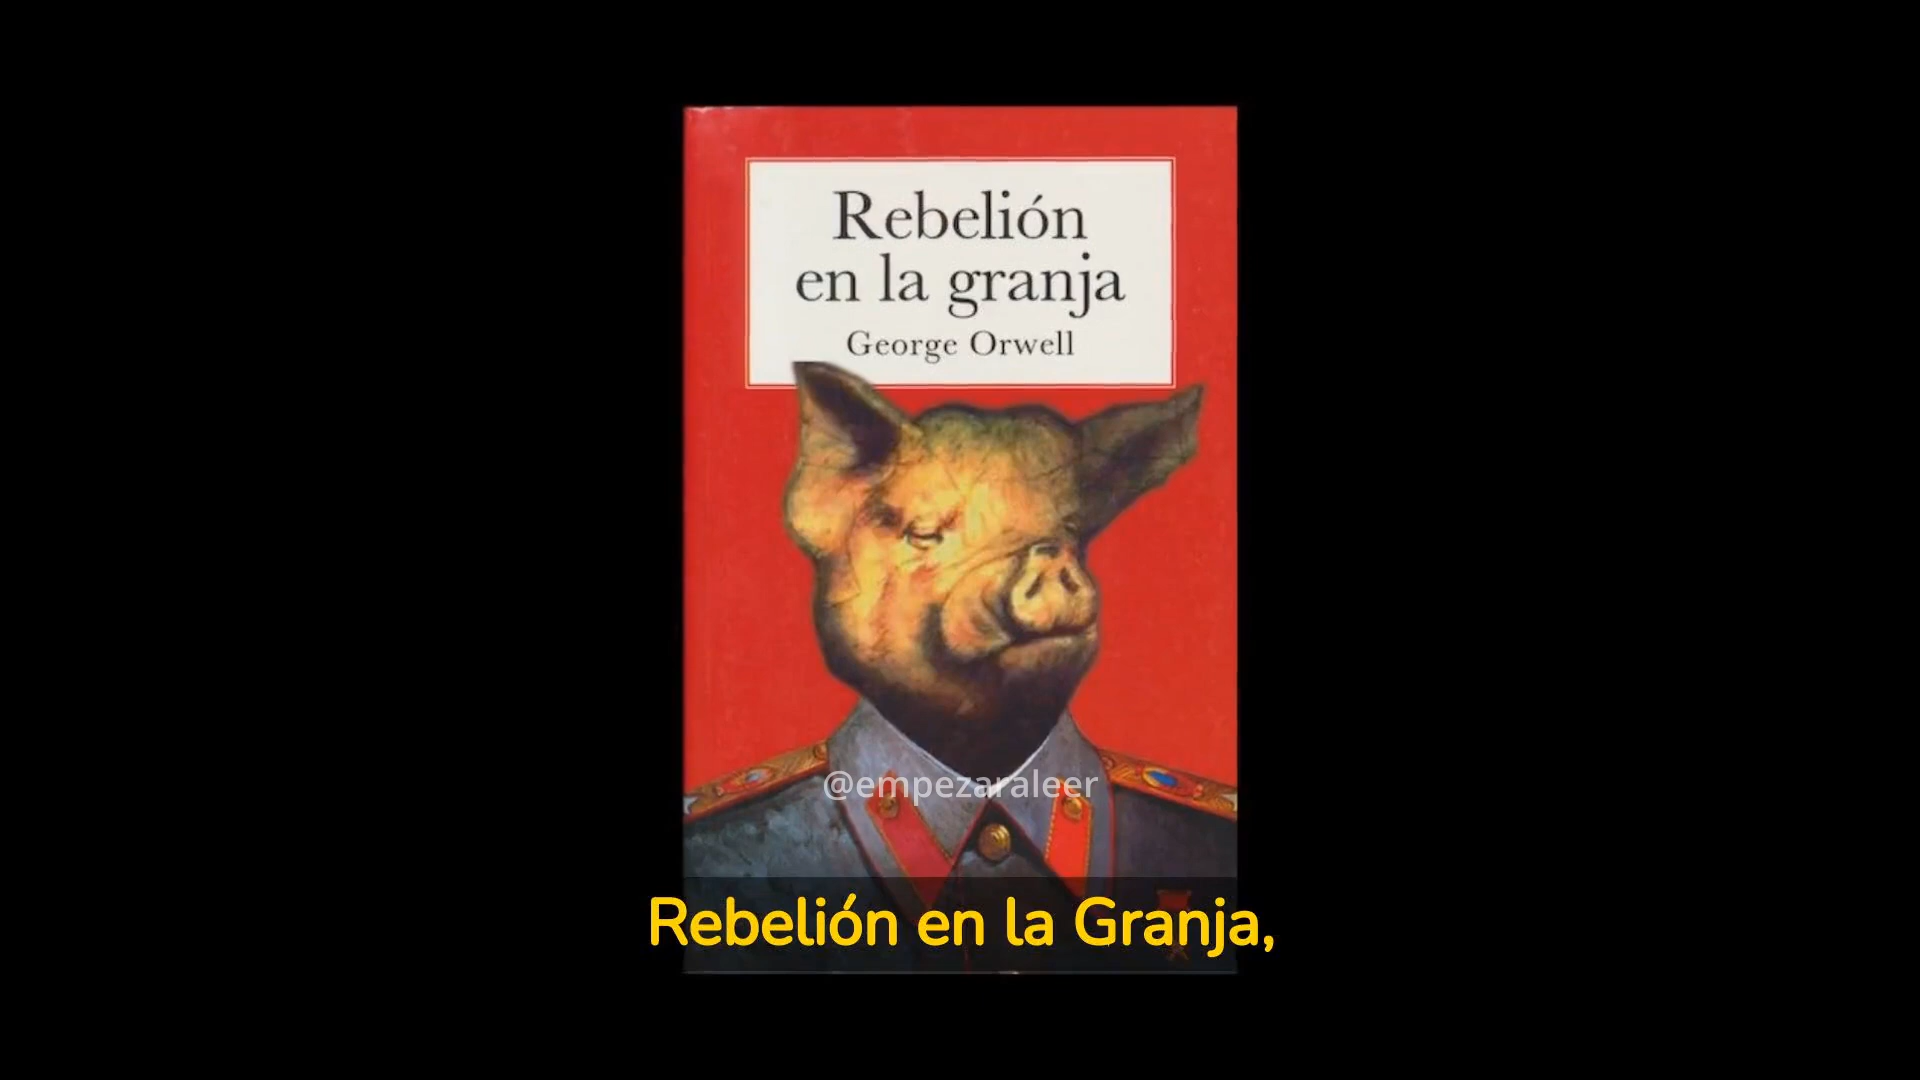 Rebelión
en la granja
George Orwell
@empezaraleer
Rebelión en la Granja,